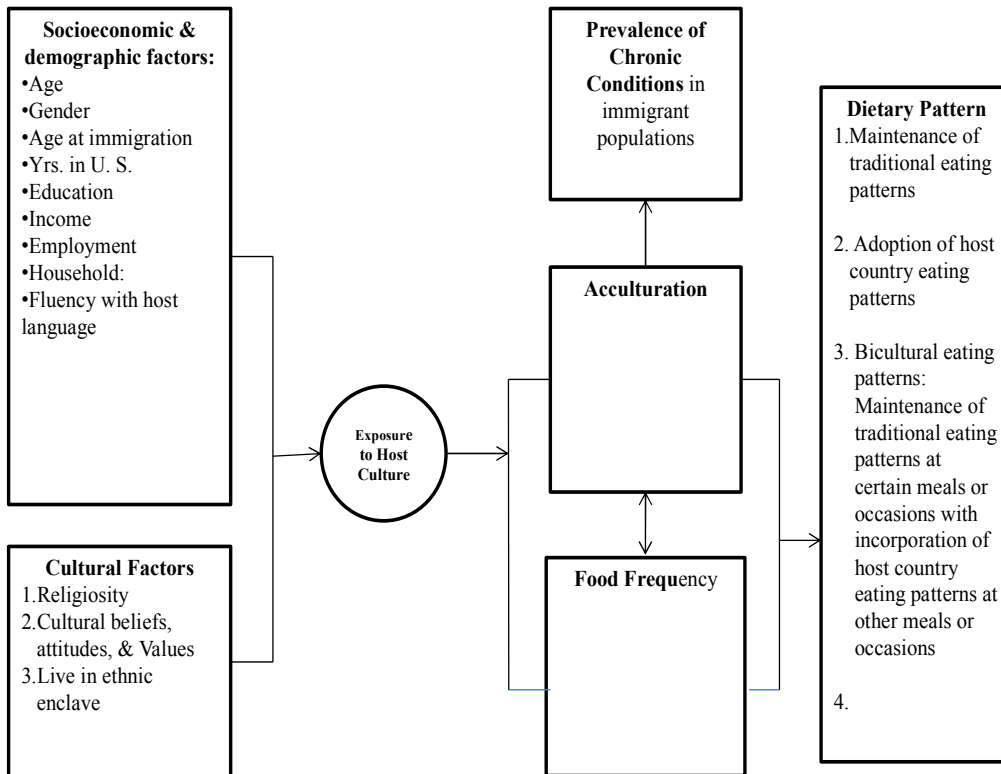 Socioeconomic &
demographic factors:
•Age
•Gender
•Age at immigration
•Yrs. in U. S.
•Education
•Income
•Employment
•Household:
•Fluency with host
language
Cultural Factors
1.Religiosity
2.Cultural beliefs,
attitudes, & Values
3.Live in ethnic
enclave
Exposure
to Host
Culture
Prevalence of
Chronic
Conditions in
immigrant
populations
Acculturation
Food Frequency
Dietary Pattern
1.Maintenance of
traditional eating
patterns
2. Adoption of host
country eating
patterns
3. Bicultural eating
patterns:
Maintenance of
traditional eating
patterns at
certain meals or
occasions with
incorporation of
host country
eating patterns at
other meals or
occasions
4.